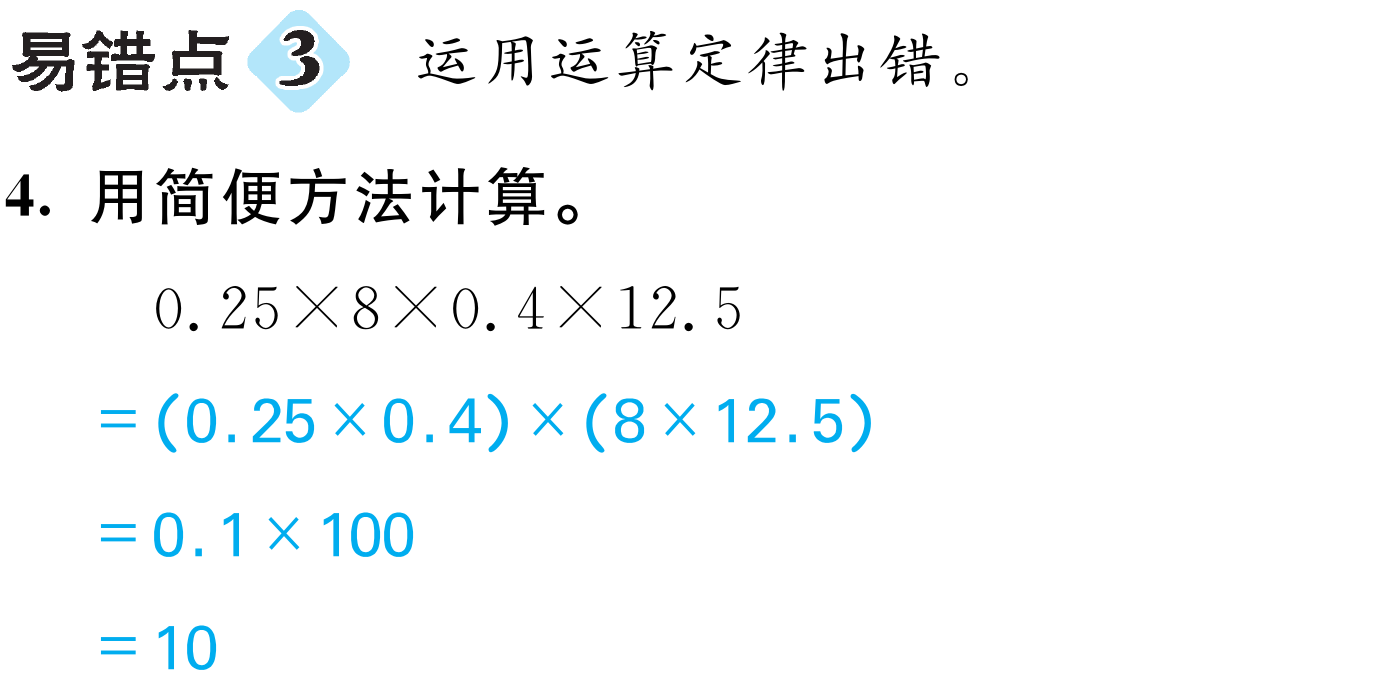 易错点 3 运用运算定律出错。
4. 用简便方法计算。
0.25×8×0.4×12.5
=(0.25×0.4)×(8×12.5)
=0.1×100
=10